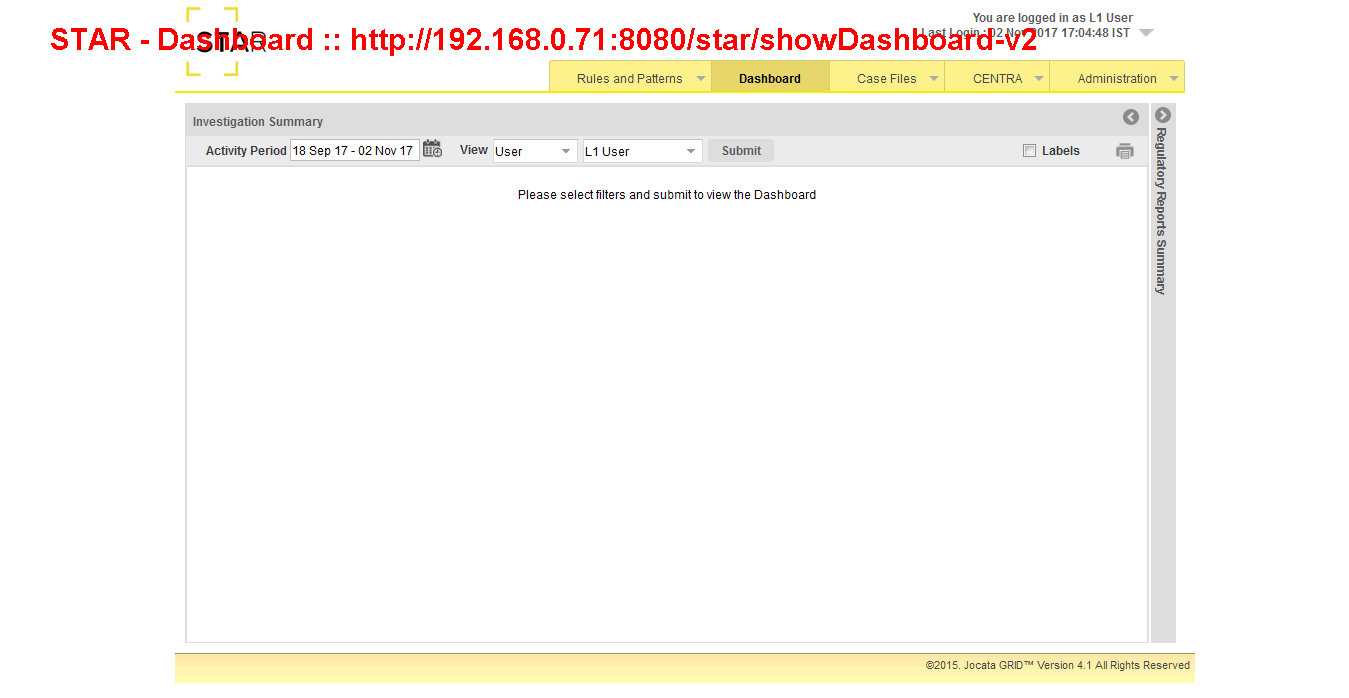 You are logged in as L1 User
STAR - Dashboard :: http://192.168.0.71:8080/star/showDashboard-v2
STAR
Last Login : 02 Nov 2017 17:04:48 IST
Rules and Patterns Dashboard Case Files CENTRA Administration
Investigation Summary
Activity Period 18 Sep 17 - 02 Nov 17 View User L1 User Submit Labels
Please select filters and submit to view the Dashboard
Regulatory Reports Summary
©2015. Jocata GRID™ Version 4.1 All Rights Reserved